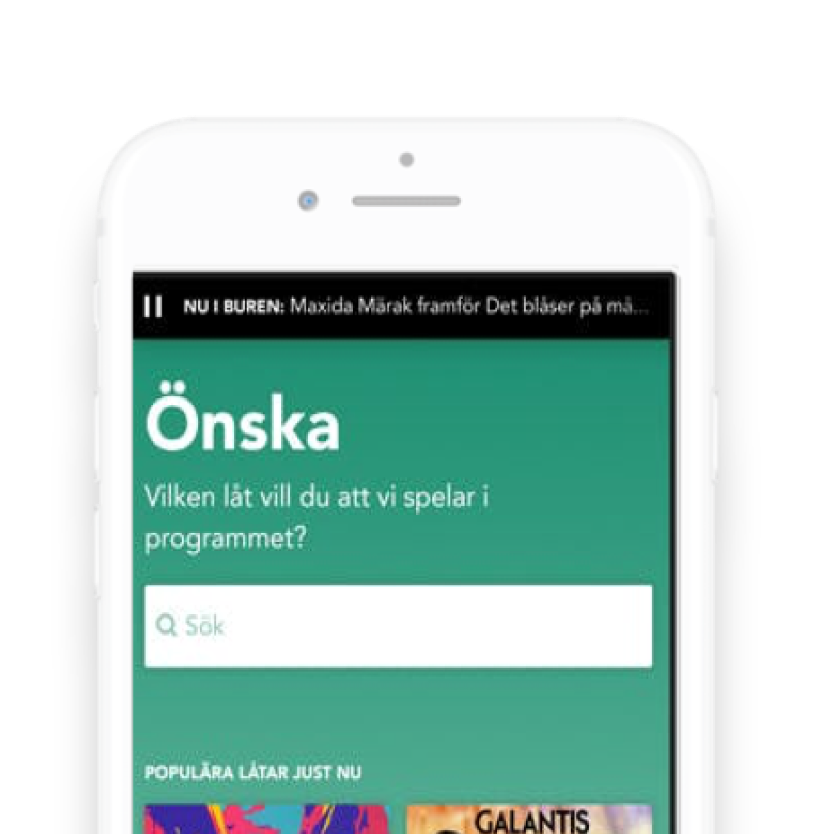 NU I BUREN: Maxida Märak framför Det blåser på må...
Önska
Vilken låt vill du att vi spelar i
programmet?
Sök
POPULÄRA LÅTAR JUST NU
GALANTIS